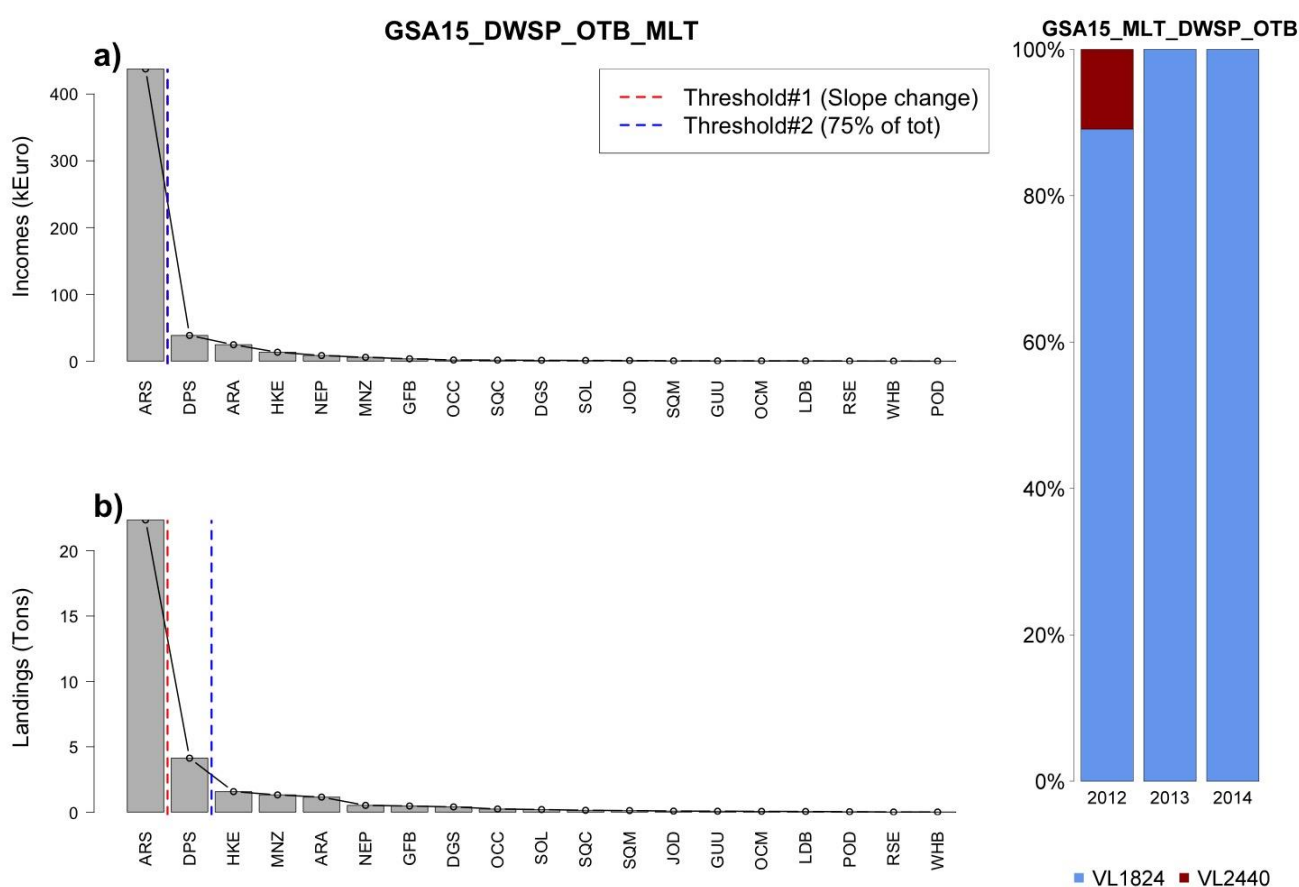 GSA15_DWSP_OTB_MLT
a)
Incomes (kEuro)
400
300
200
100
0
Threshold#1 (Slope change)
Threshold#2 (75% of tot)
ARS DPS ARA HKE NEP MNZ GFB OCC SQC DGS SOL JOD SQM GUU OCM LDB RSE WHB POD
b)
Landings (Tons)
20
15
10
5
0
ARS DPS HKE MNZ ARA NEP GFB DGS OCC SOL SQC SQM JOD GUU OCM LDB POD RSE WHB
GSA15_MLT_DWSP_OTB
100%
80%
60%
40%
20%
0%
2012 2013 2014
VL1824 VL2440